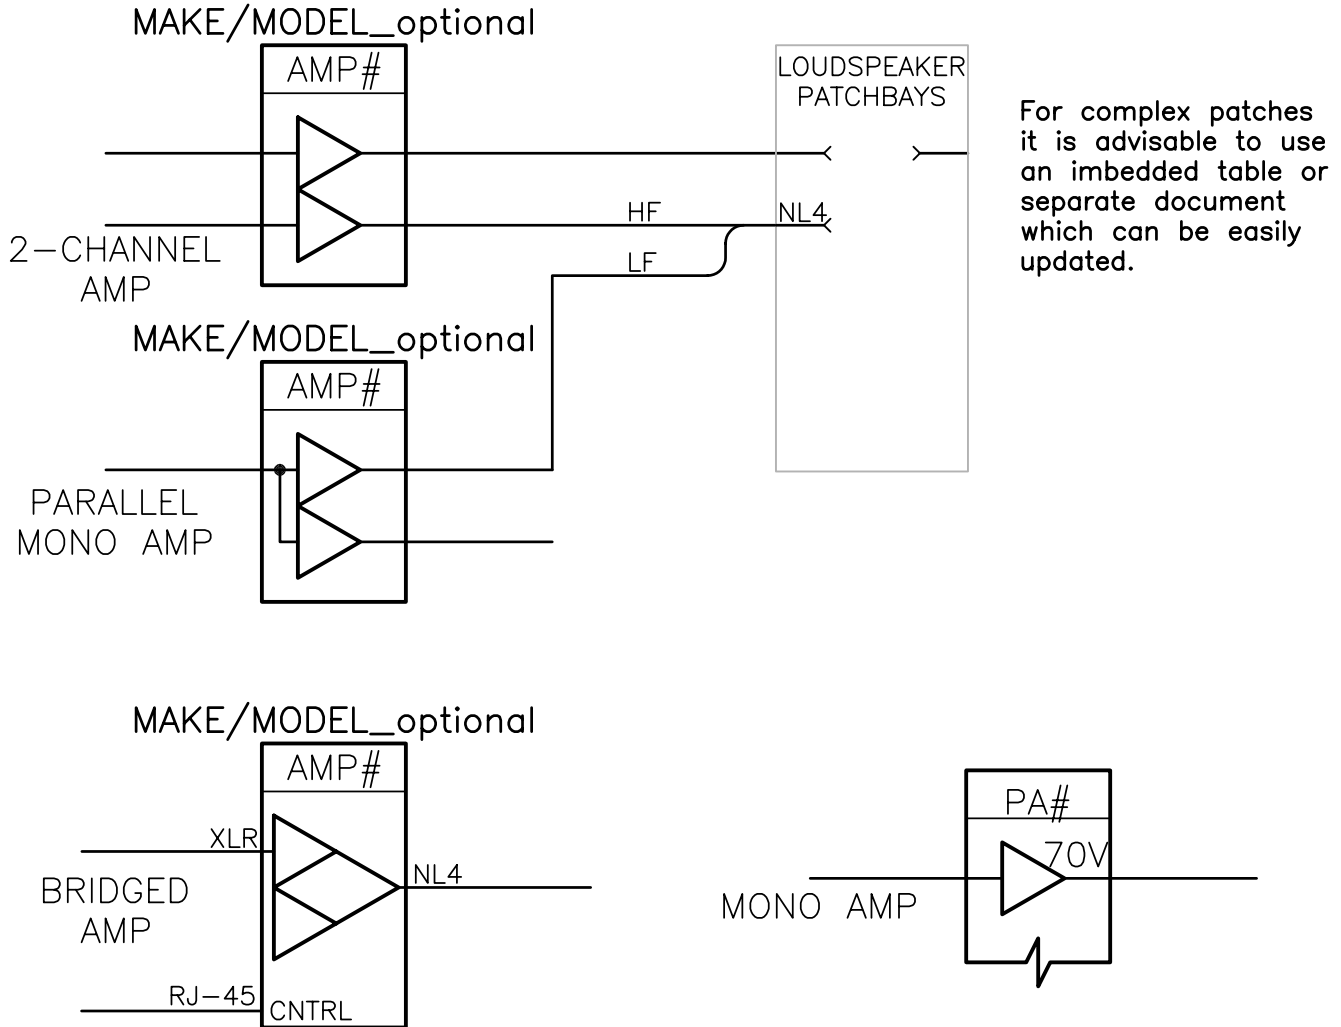 MAKE/MODEL_optional
AMP#
2-CHANNEL
AMP
HF
LF
NL4
LOUDSPEAKER
PATCHBAYS
For complex patches
it is advisable to use
an imbedded table or
separate document
which can be easily
updated.
MAKE/MODEL_optional
AMP#
PARALLEL
MONO AMP
MAKE/MODEL_optional
AMP#
XLR
NL4
BRIDGED
AMP
RJ-45
CNTRL
PA#
70V
MONO AMP